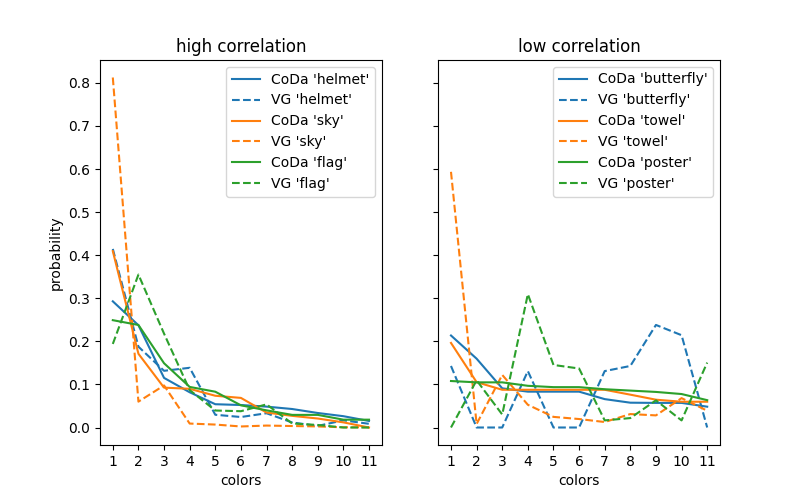 high correlation
CoDa 'helmet'
VG 'helmet'
CoDa 'sky'
VG 'sky'
CoDa 'flag'
VG 'flag'
0.8
0.7
0.6
0.5
0.4
0.3
0.2
0.1
0.0
probability
1 2 3 4 5 6 7 8 9 10 11
colors
low correlation
CoDa 'butterfly'
VG 'butterfly'
CoDa 'towel'
VG 'towel'
CoDa 'poster'
VG 'poster'
1 2 3 4 5 6 7 8 9 10 11
colors